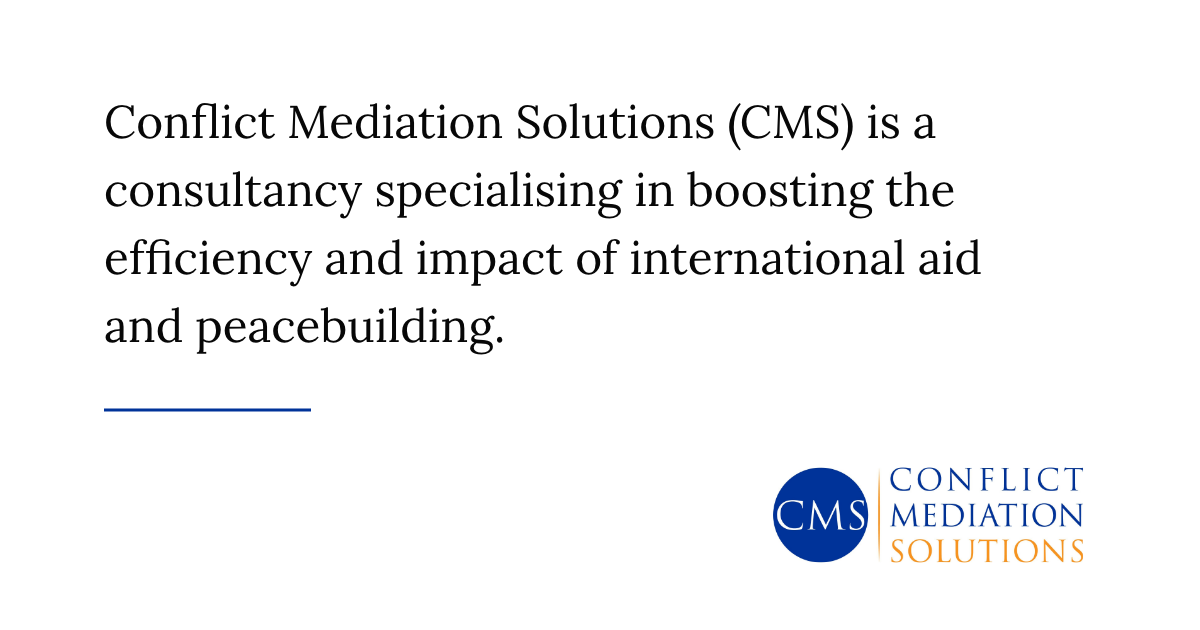 Conflict Mediation Solutions (CMS) is a
consultancy specialising in boosting the
efficiency and impact of international aid
and peacebuilding.
CMS
CONFLICT
MEDIATION
SOLUTIONS